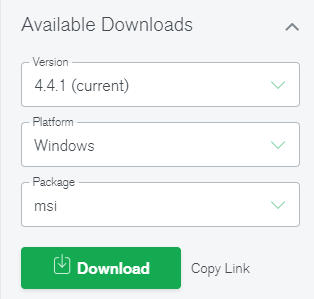 Available Downloads
Version
4.4.1 (current)
Platform
Windows
Package
msi
Download Copy Link